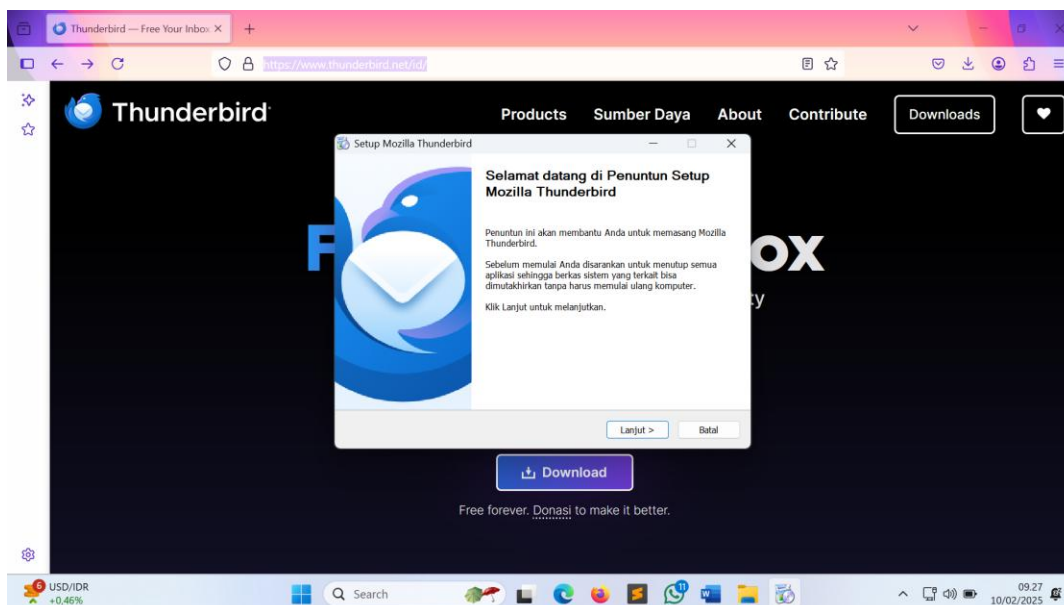 Thunderbird — Free Your Inbox
https://www.thunderbird.net/id/
Thunderbird
Products Sumber Daya About Contribute Downloads
Setup Mozilla Thunderbird
Selamat datang di Penuntun Setup
Mozilla Thunderbird
Penuntun ini akan membantu Anda untuk memasang Mozilla
Thunderbird.
Sebelum memulai Anda disarankan untuk menutup semua
aplikasi sehingga berkas sistem yang terkait bisa
dimutakhirkan tanpa harus memulai ulang komputer.
Klik Lanjut untuk melanjutkan.
F
ox
y
Lanjut > Batal
Download
Free forever. Donasi to make it better.
6
USD/IDR
+0,46%
Search
11
09.27
10/02/2025